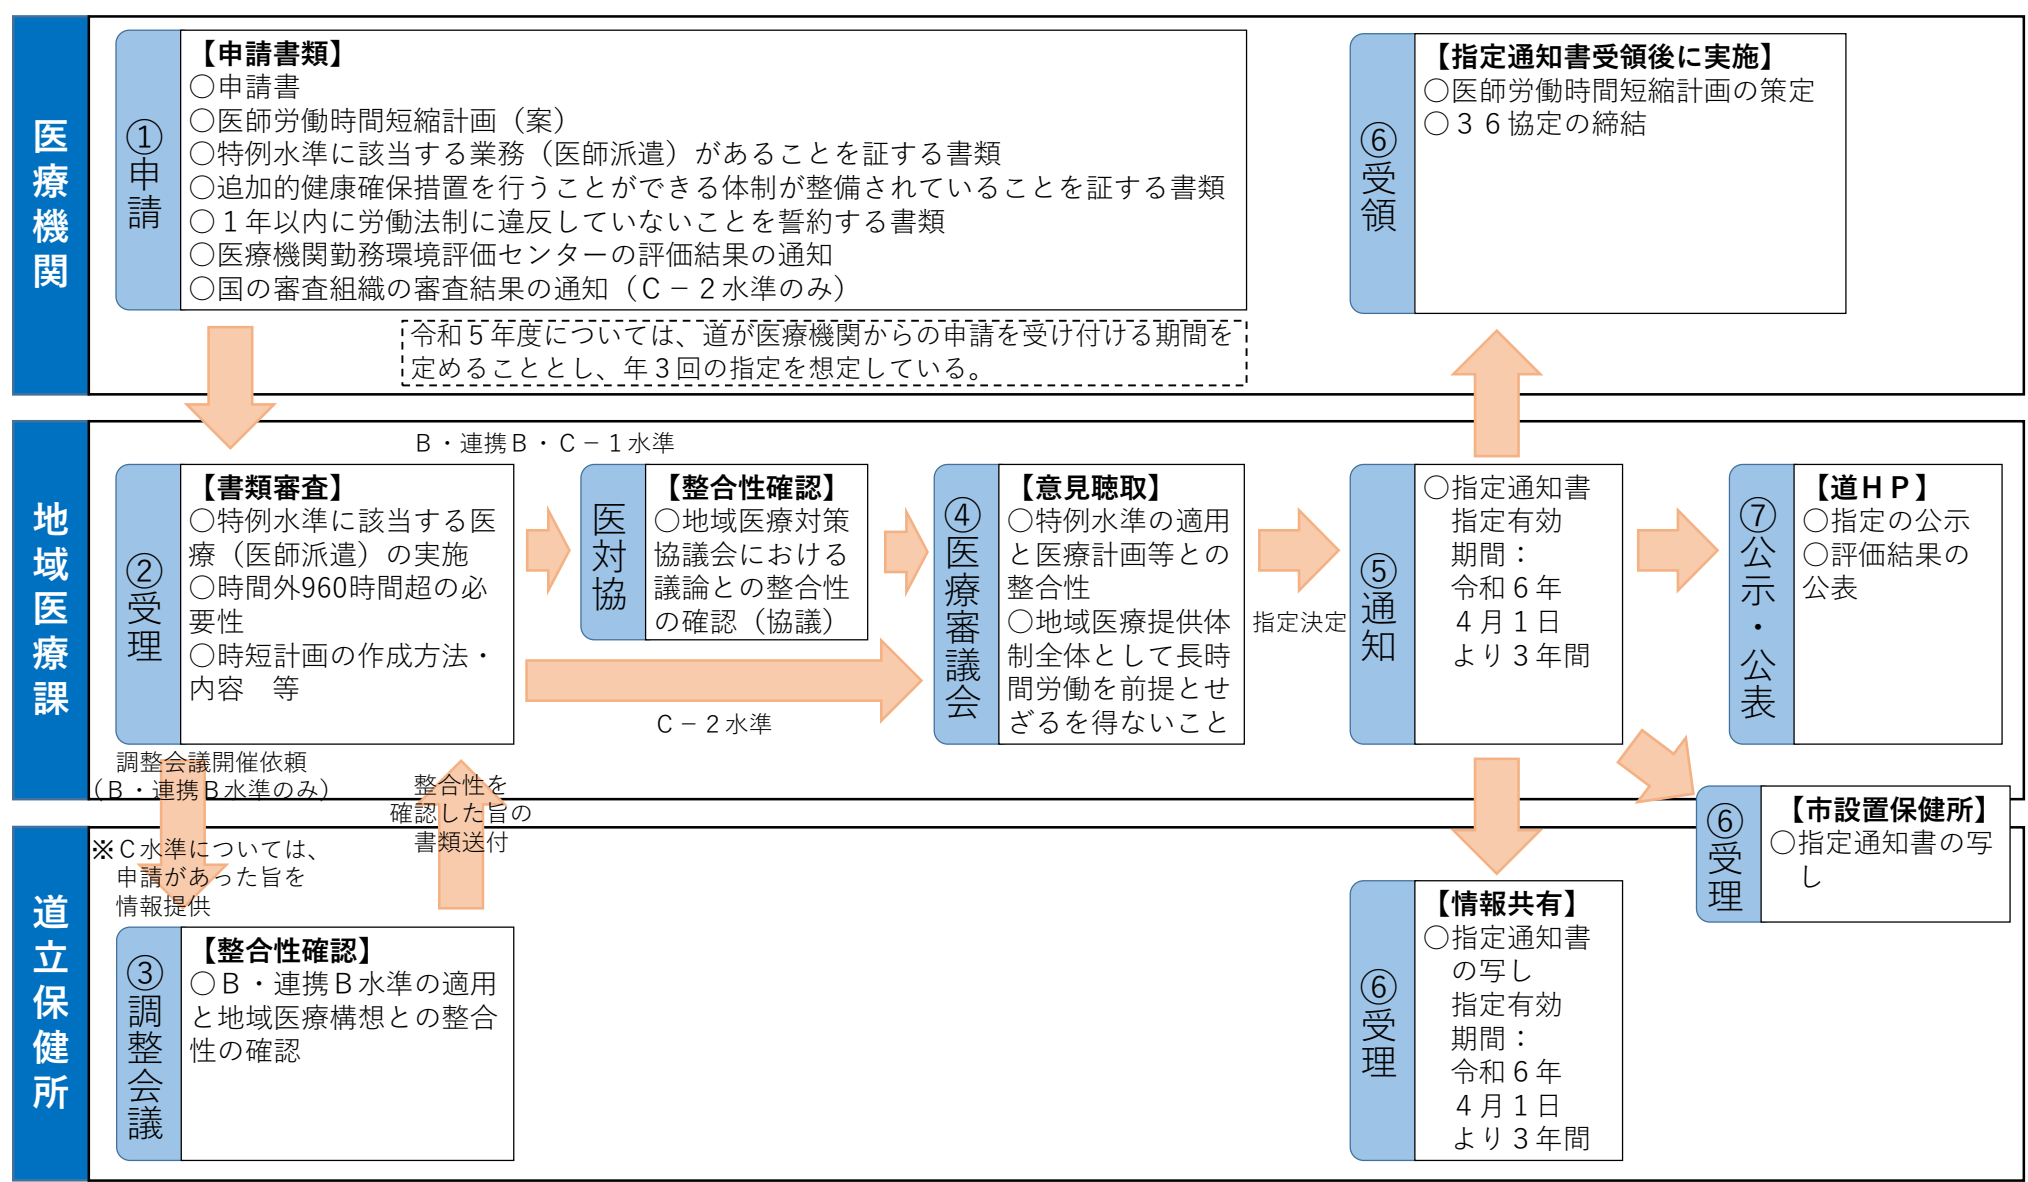 医療機関
①申請
【申請書類】
○申請書
○医師労働時間短縮計画（案）
○特例水準に該当する業務（医師派遣）があることを証する書類
○追加的健康確保措置を行うことができる体制が整備されていることを証する書類
○１年以内に労働法制に違反していないことを誓約する書類
○医療機関勤務環境評価センターの評価結果の通知
○国の審査組織の審査結果の通知（Ｃ－２水準のみ）
令和５年度については、道が医療機関からの申請を受け付ける期間を
定めることとし、年３回の指定を想定している。
⑥受領
【指定通知書受領後に実施】
○医師労働時間短縮計画の策定
○３６協定の締結
地域医療課
②受理
【書類審査】
○特例水準に該当する医
療（医師派遣）の実施
○時間外960時間超の必
要性
○時短計画の作成方法・
内容　等
Ｂ・連携Ｂ・Ｃ－１水準
医対協
【整合性確認】
○地域医療対策
協議会における
議論との整合性
の確認（協議）
Ｃ－２水準
④医療審議会
【意見聴取】
○特例水準の適用
と医療計画等との
整合性
○地域医療提供体
制全体として長時
間労働を前提とせ
ざるを得ないこと
指定決定
⑤通知
○指定通知書
指定有効
期間：
令和６年
４月１日
より３年間
⑦公示・公表
【道ＨＰ】
○指定の公示
○評価結果の
公表
調整会議開催依頼
（Ｂ・連携Ｂ水準のみ）
整合性を
確認した旨の
書類送付
道立保健所
※Ｃ水準については、
申請があった旨を
情報提供
③調整会議
【整合性確認】
○Ｂ・連携Ｂ水準の適用
と地域医療構想との整合
性の確認
⑥受理
【情報共有】
○指定通知書
の写し
指定有効
期間：
令和６年
４月１日
より３年間
⑥受理
【市設置保健所】
○指定通知書の写
し